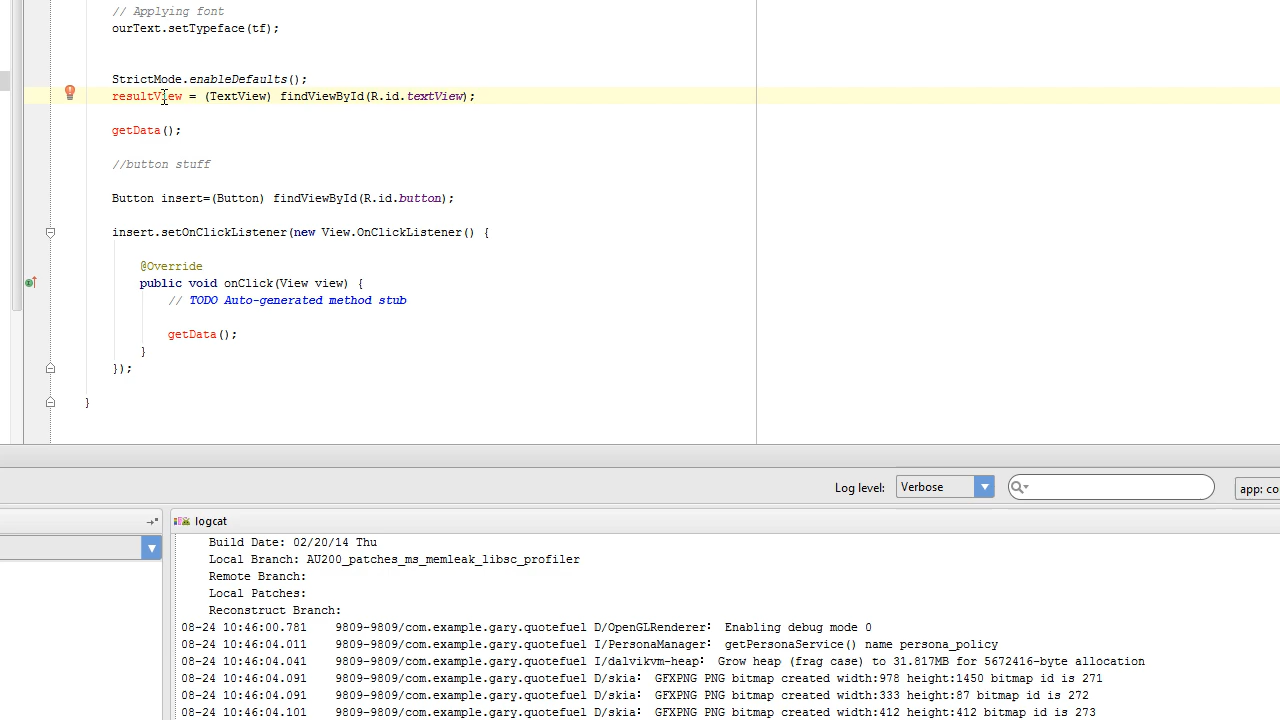 // Applying font
ourText.setTypeface(tf);
StrictMode.enableDefaults();
resultView = (TextView) findViewById(R.id.textView);
getData();
//button stuff
Button insert=(Button) findViewById(R.id.button);
insert.setOnClickListener(new View.OnClickListener() {
@Override
public void onClick(View view) {
// TODO Auto-generated method stub
getData();
}
});
}
Log level: Verbose app: co
logcat
Build Date: 02/20/14 Thu
Local Branch: AU200_patches_ms_memleak_libsc_profiler
Remote Branch:
Local Patches:
Reconstruct Branch:
08-24 10:46:00.781 9809-9809/com.example.gary.quotefuel D/OpenGLRenderer: Enabling debug mode 0
08-24 10:46:04.011 9809-9809/com.example.gary.quotefuel I/PersonaManager: getPersonaService() name persona_policy
08-24 10:46:04.041 9809-9809/com.example.gary.quotefuel I/dalvikvm-heap: Grow heap (frag case) to 31.817MB for 5672416-byte allocation
08-24 10:46:04.091 9809-9809/com.example.gary.quotefuel D/skia: GFXPNG PNG bitmap created width:978 height:1450 bitmap id is 271
08-24 10:46:04.091 9809-9809/com.example.gary.quotefuel D/skia: GFXPNG PNG bitmap created width:333 height:87 bitmap id is 272
08-24 10:46:04.101 9809-9809/com.example.gary.quotefuel D/skia: GFXPNG PNG bitmap created width:412 height:412 bitmap id is 273